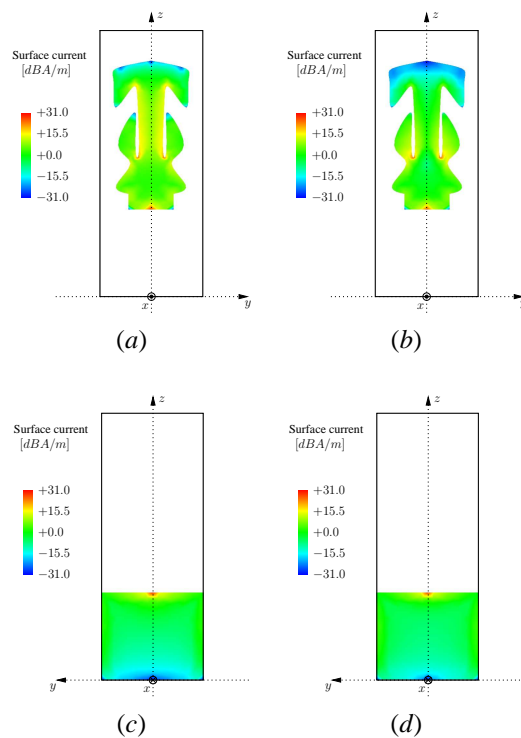 z
Surface current
[dBA/m]
+31.0
+15.5
+0.0
−15.5
−31.0
x
y
(a)
z
Surface current
[dBA/m]
+31.0
+15.5
+0.0
−15.5
−31.0
x
(b)
z
Surface current
[dBA/m]
+31.0
+0.0
+15.5
−15.5
−31.0
y
x
(c)
z
Surface current
[dBA/m]
+31.0
+15.5
+0.0
−15.5
−31.0
y
x
(d)